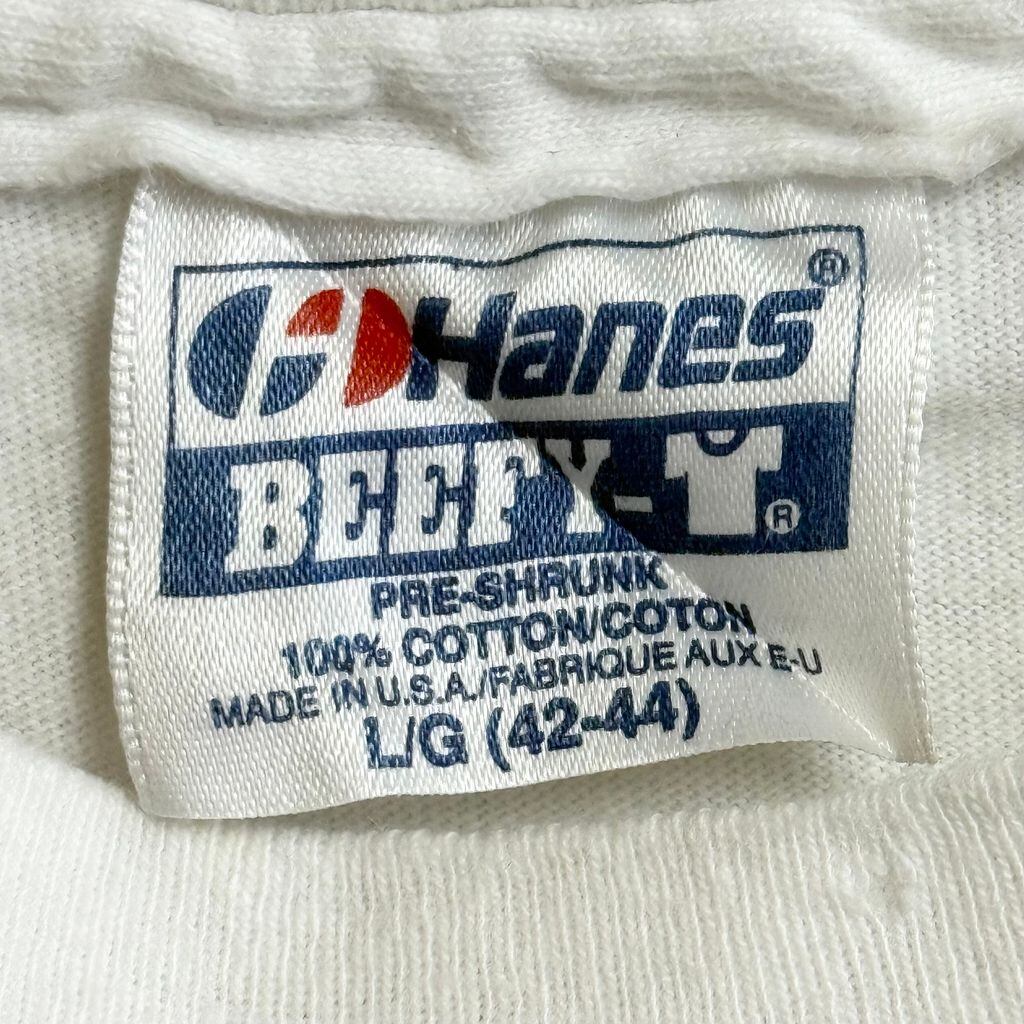 Hanes®
BEEFY-T®
PRE-SHRUNK
100% COTTON/COTON
MADE IN U.S.A./FABRIQUE AUX E-U
L/G (42-44)